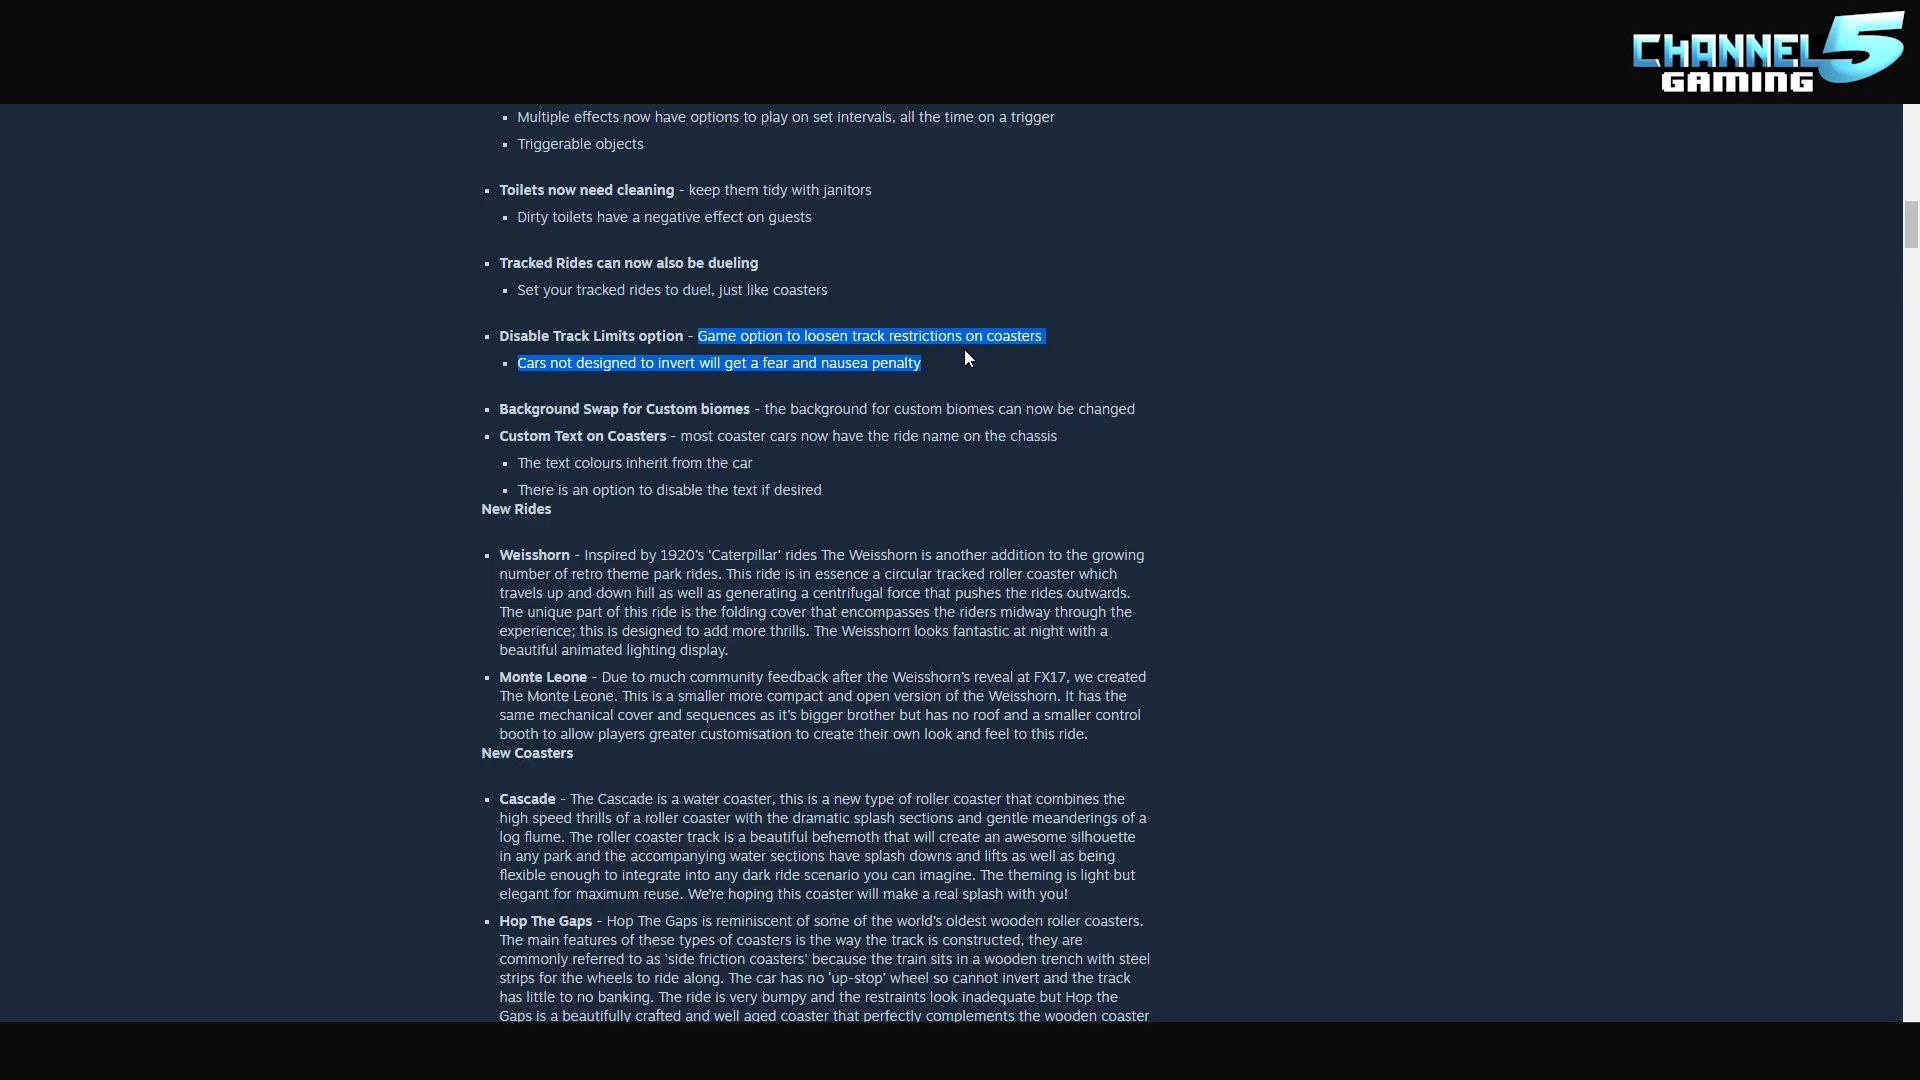 CHANNEL 5
GAMING
▪ Multiple effects now have options to play on set intervals, all the time on a trigger
▪ Triggerable objects
▪ Toilets now need cleaning - keep them tidy with janitors
▪ Dirty toilets have a negative effect on guests
▪ Tracked Rides can now also be dueling
▪ Set your tracked rides to duel, just like coasters
▪ Disable Track Limits option - Game option to loosen track restrictions on coasters
▪ Cars not designed to invert will get a fear and nausea penalty
▪ Background Swap for Custom biomes - the background for custom biomes can now be changed
▪ Custom Text on Coasters - most coaster cars now have the ride name on the chassis
▪ The text colours inherit from the car
▪ There is an option to disable the text if desired
New Rides
▪ Weisshorn - Inspired by 1920's 'Caterpillar' rides The Weisshorn is another addition to the growing
number of retro theme park rides. This ride is in essence a circular tracked roller coaster which
travels up and down hill as well as generating a centrifugal force that pushes the rides outwards.
The unique part of this ride is the folding cover that encompasses the riders midway through the
experience; this is designed to add more thrills. The Weisshorn looks fantastic at night with a
beautiful animated lighting display.
▪ Monte Leone - Due to much community feedback after the Weisshorn's reveal at FX17, we created
The Monte Leone. This is a smaller more compact and open version of the Weisshorn. It has the
same mechanical cover and sequences as it's bigger brother but has no roof and a smaller control
booth to allow players greater customisation to create their own look and feel to this ride.
New Coasters
▪ Cascade - The Cascade is a water coaster, this is a new type of roller coaster that combines the
high speed thrills of a roller coaster with the dramatic splash sections and gentle meanderings of a
log flume. The roller coaster track is a beautiful behemoth that will create an awesome silhouette
in any park and the accompanying water sections have splash downs and lifts as well as being
flexible enough to integrate into any dark ride scenario you can imagine. The theming is light but
elegant for maximum reuse. We're hoping this coaster will make a real splash with you!
▪ Hop The Gaps - Hop The Gaps is reminiscent of some of the world's oldest wooden roller coasters.
The main features of these types of coasters is the way the track is constructed, they are
commonly referred to as 'side friction coasters' because the train sits in a wooden trench with steel
strips for the wheels to ride along. The car has no 'up-stop' wheel so cannot invert and the track
has little to no banking. The ride is very bumpy and the restraints look inadequate but Hop the
Gaps is a beautifully crafted and well aged coaster that perfectly complements the wooden coaster